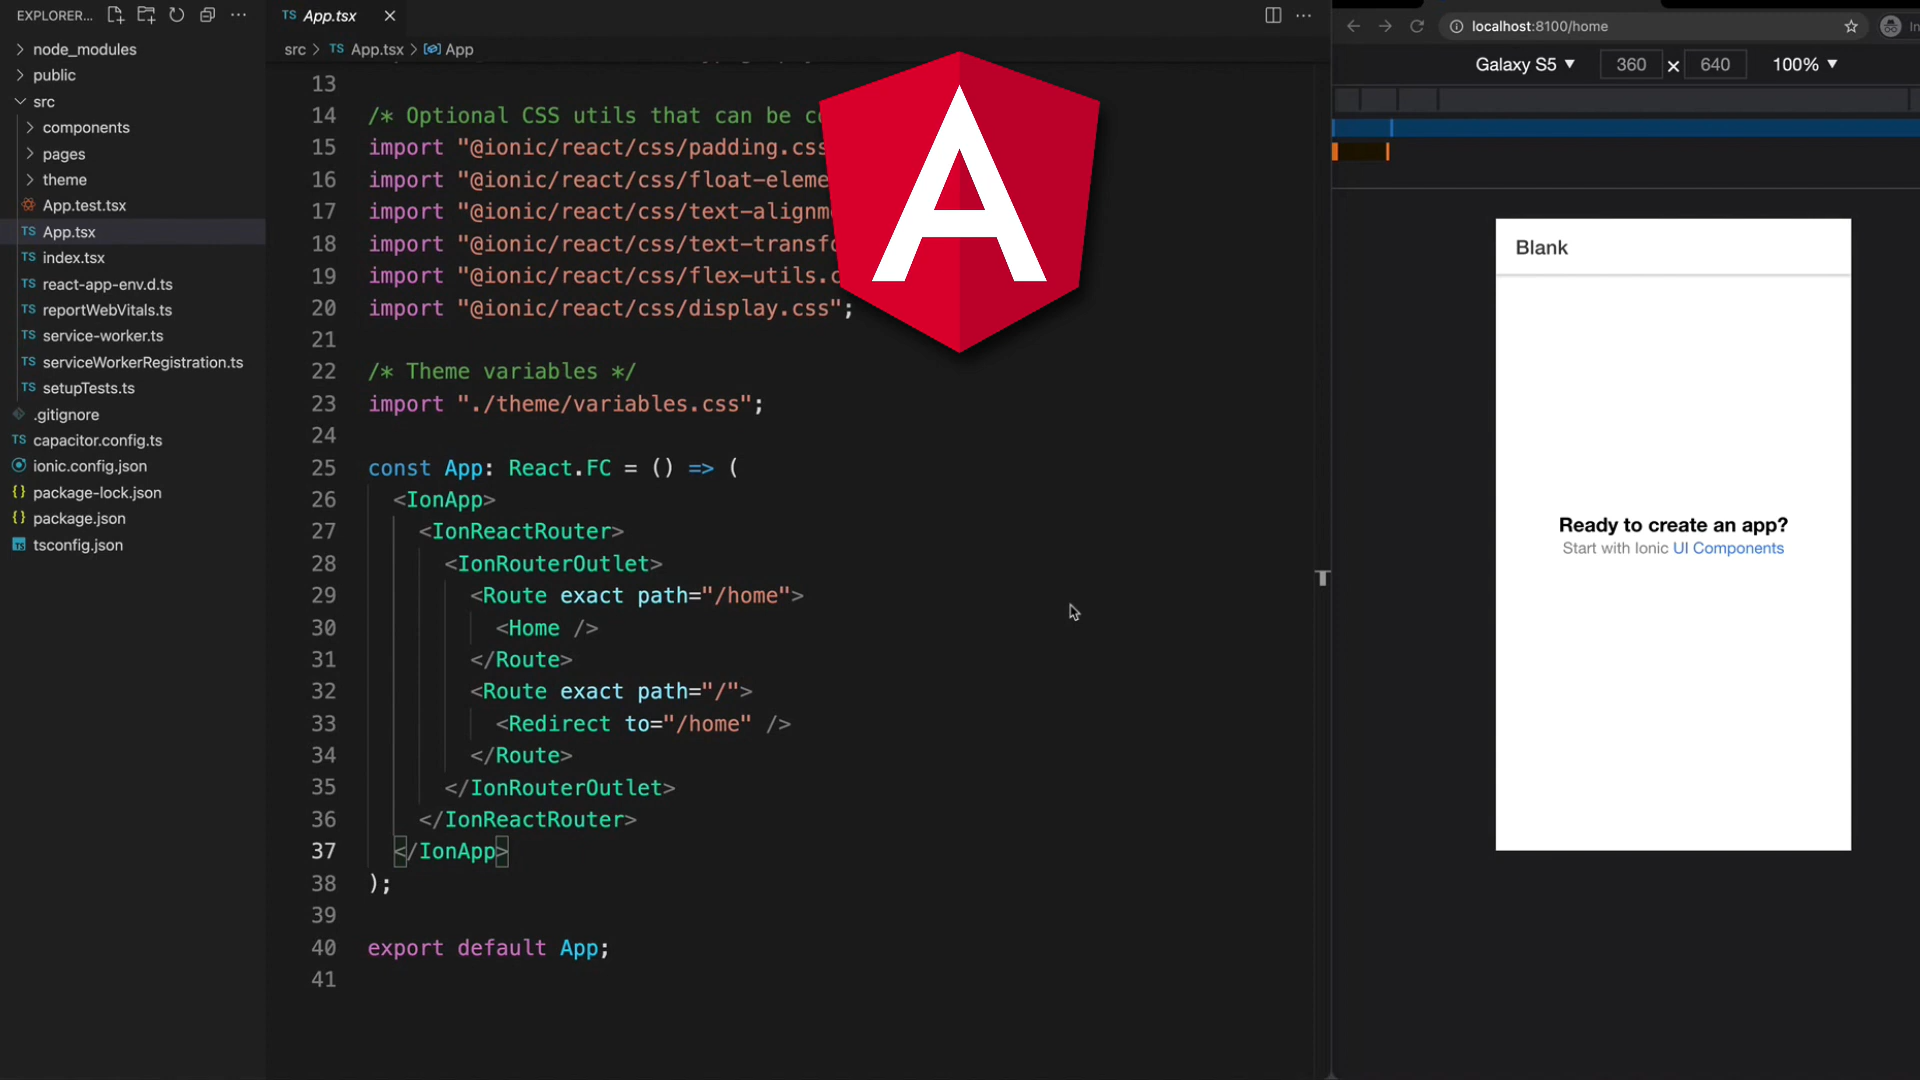 EXPLORER...
node_modules
public
src
components
pages
theme
App.test.tsx
TS App.tsx
TS index.tsx
TS react-app-env.d.ts
TS reportWebVitals.ts
TS service-worker.ts
TS serviceWorkerRegistration.ts
TS setupTests.ts
.gitignore
TS capacitor.config.ts
ionic.config.json
{} package-lock.json
{} package.json
TS tsconfig.json
TS App.tsx
src > TS App.tsx > App
13
14 /* Optional CSS utils that can be co
15 import "@ionic/react/css/padding.css
16 import "@ionic/react/css/float-eleme
17 import "@ionic/react/css/text-alignm
18 import "@ionic/react/css/text-transfo
19 import "@ionic/react/css/flex-utils.c
20 import "@ionic/react/css/display.css";
21
22 /* Theme variables */
23 import "./theme/variables.css";
24
25 const App: React.FC = () => (
26 <IonApp>
27 <IonReactRouter>
28 <IonRouterOutlet>
29 <Route exact path="/home">
30 <Home />
31 </Route>
32 <Route exact path="/">
33 <Redirect to="/home" />
34 </Route>
35 </IonRouterOutlet>
36 </IonReactRouter>
37 </IonApp>
38 );
39
40 export default App;
41
A
localhost:8100/home
In
Galaxy S5 360 × 640 100%
Blank
Ready to create an app?
Start with Ionic UI Components